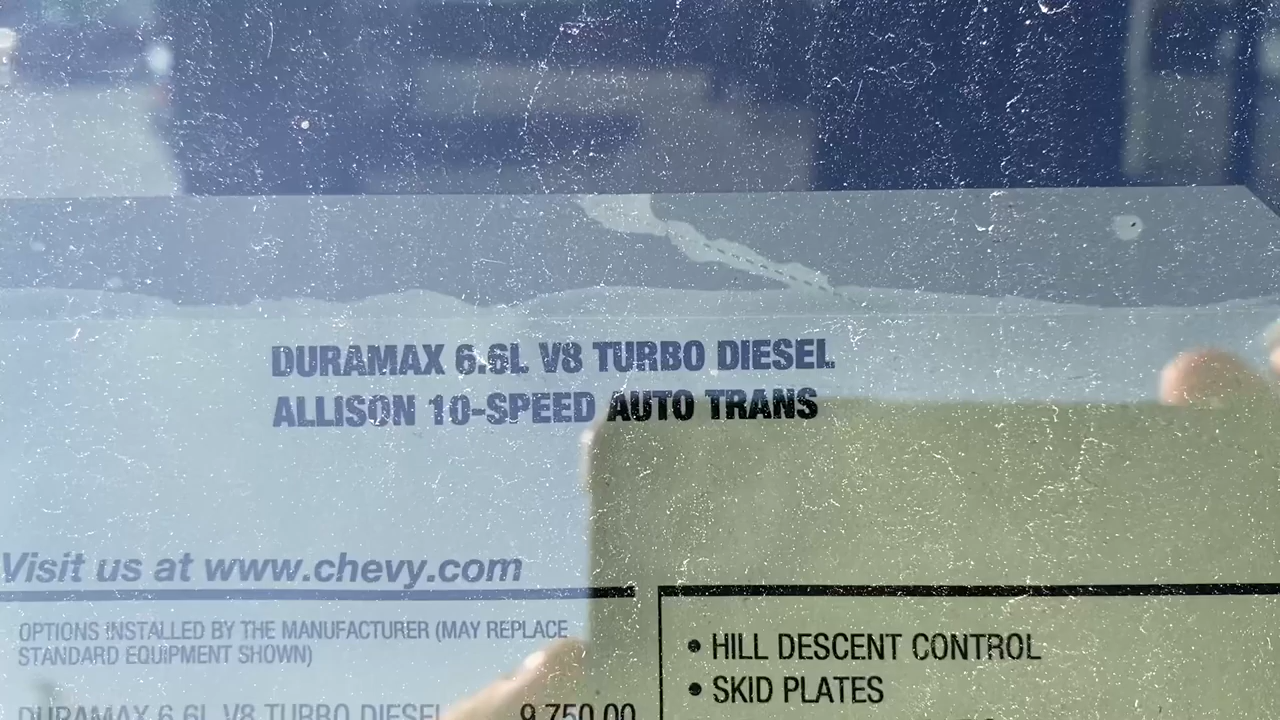 DURAMAX 6.6L V8 TURBO DIESEL
ALLISON 10-SPEED AUTO TRANS
Visit us at www.chevy.com
OPTIONS INSTALLED BY THE MANUFACTURER (MAY REPLACE
STANDARD EQUIPMENT SHOWN)
DURAMAX 6.6L V8 TURBO DIESEL 9,750.00
• HILL DESCENT CONTROL
• SKID PLATES